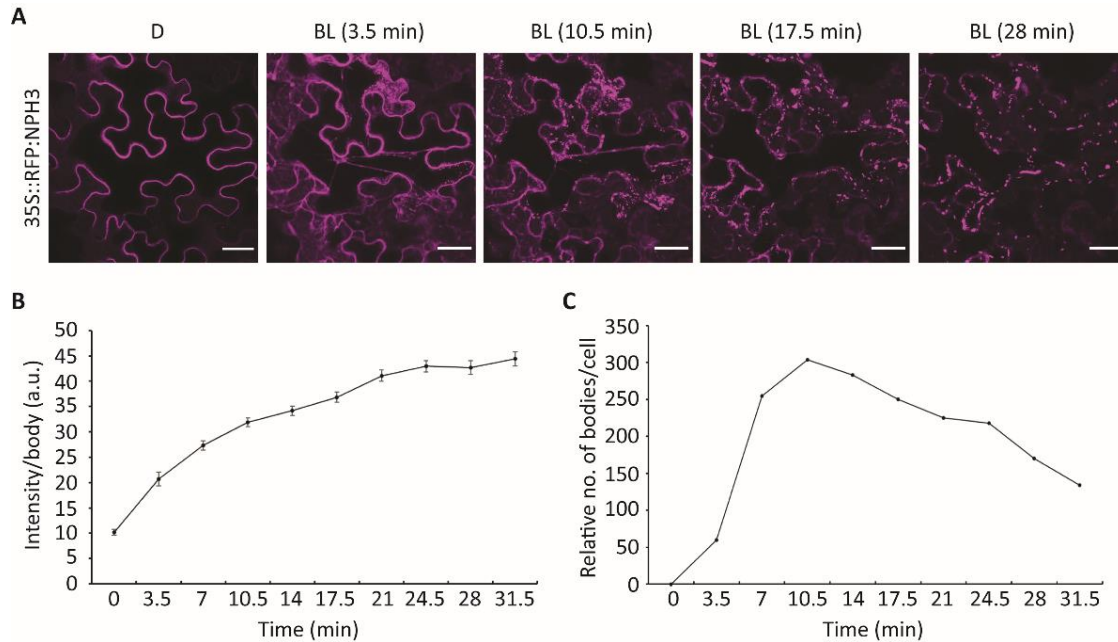 A
D
BL (3.5 min)
BL (10.5 min)
BL (17.5 min)
BL (28 min)
35S::RFP:NPH3
B
Intensity/body (a.u.)
50
45
40
35
30
25
20
15
10
5
0
0 3.5 7 10.5 14 17.5 21 24.5 28 31.5
Time (min)
C
Relative no. of bodies/cell
350
300
250
200
150
100
50
0
0 3.5 7 10.5 14 17.5 21 24.5 28 31.5
Time (min)